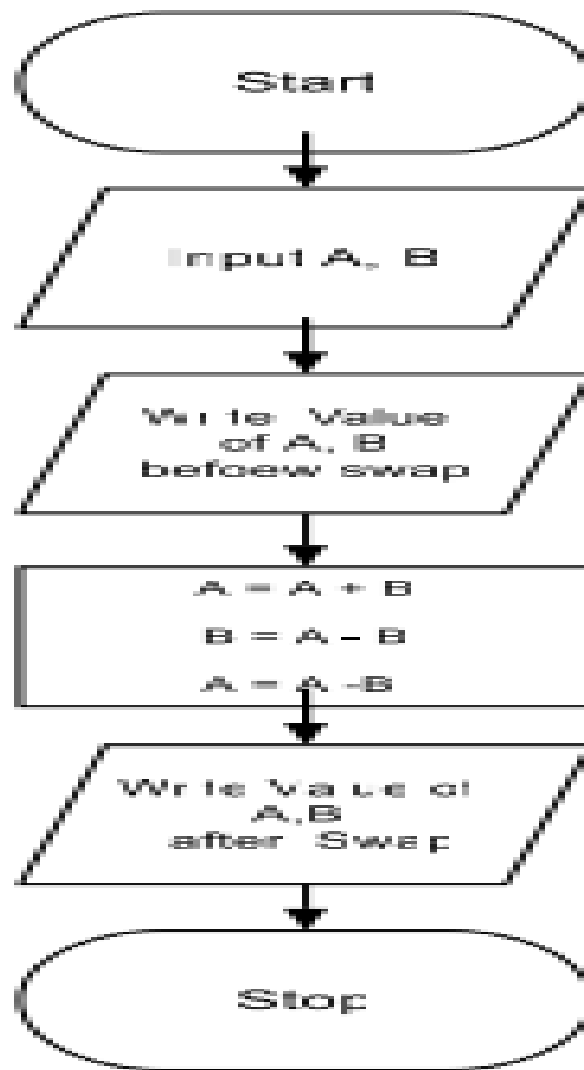 Start
Input A, B
Write Value
of A, B
befoew swap
A = A + B
B = A - B
A = A -B
Write Value of
A,B
after Swap
Stop